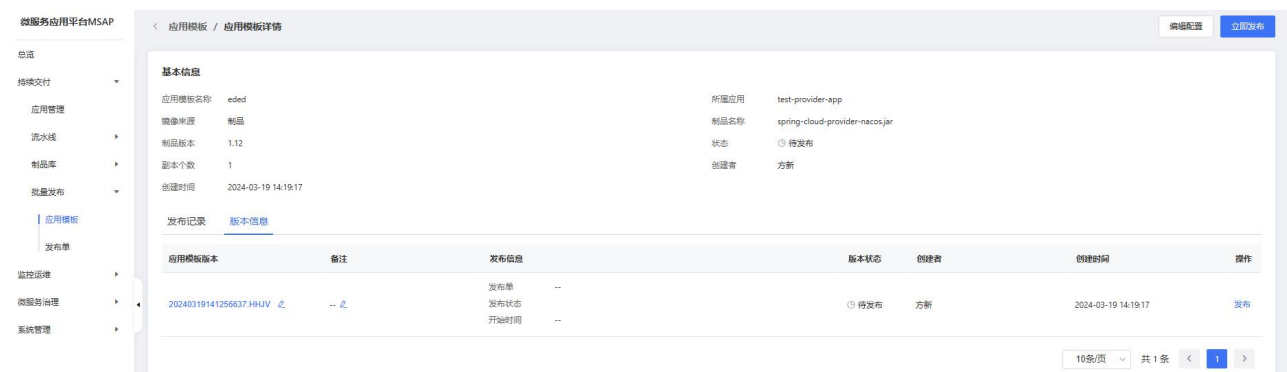 微服务应用平台MSAP
总览
持续交付
应用管理
流水线
制品库
批量发布
应用模板
发布单
监控运维
微服务治理
系统管理
应用模板 / 应用模板详情
编辑配置 立即发布
基本信息
应用模板名称 eded 所属应用 test-provider-app
镜像来源 制品 制品名称 spring-cloud-provider-nacos.jar
制品版本 1.12 状态 待发布
副本个数 1 创建者 方新
创建时间 2024-03-19 14:19:17
发布记录 版本信息
应用模板版本 备注 发布信息 版本状态 创建者 创建时间 操作
发布单 --
20240319141256637.HHJV -- 发布状态 待发布 方新 2024-03-19 14:19:17 发布
开始时间 --
10条/页 共 1 条 < 1 >